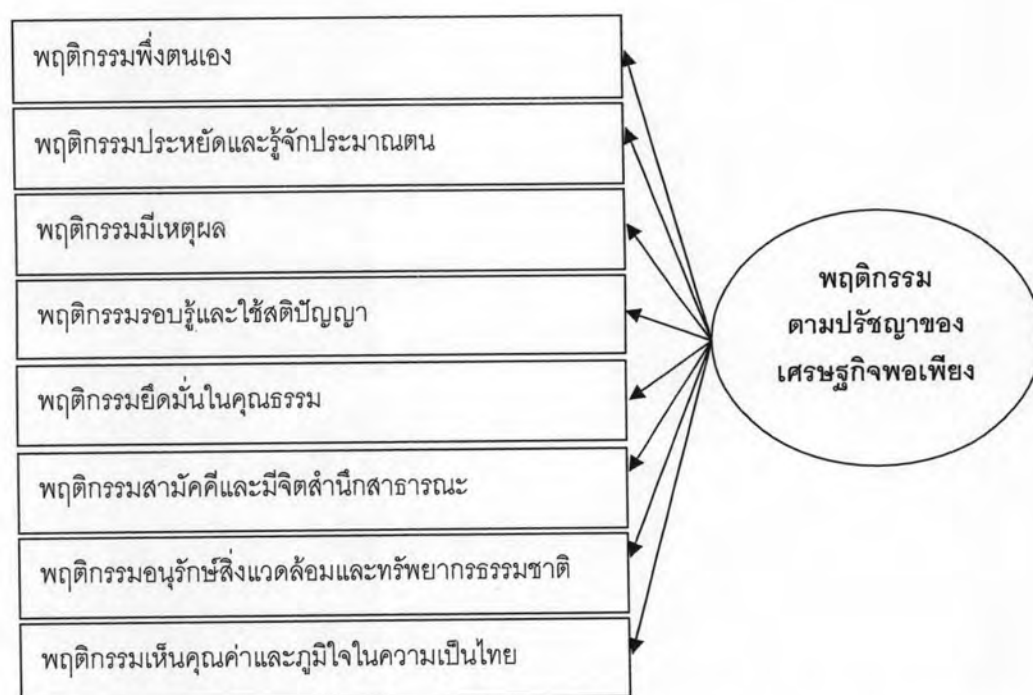 พฤติกรรมพึ่งตนเอง
พฤติกรรมประหยัดและรู้จักประมาณตน
พฤติกรรมมีเหตุผล
พฤติกรรมรอบรู้และใช้สติปัญญา
พฤติกรรมยึดมั่นในคุณธรรม
พฤติกรรมสามัคคีและมีจิตสำนึกสาธารณะ
พฤติกรรมอนุรักษ์สิ่งแวดล้อมและทรัพยากรธรรมชาติ
พฤติกรรมเห็นคุณค่าและภูมิใจในความเป็นไทย
พฤติกรรม
ตามปรัชญาของ
เศรษฐกิจพอเพียง